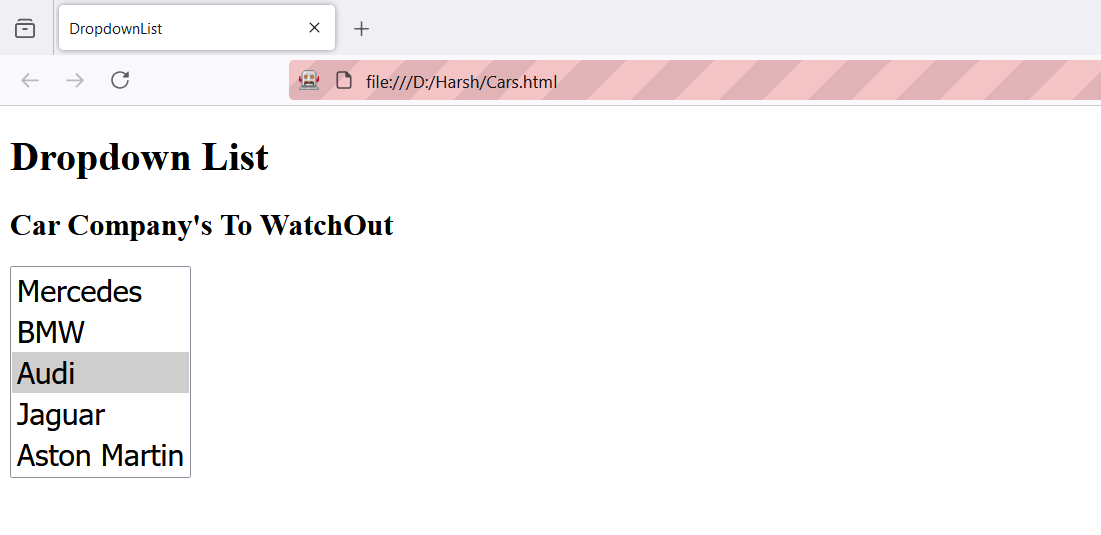 DropdownList
file:///D:/Harsh/Cars.html
Dropdown List
Car Company's To WatchOut
Mercedes
BMW
Audi
Jaguar
Aston Martin